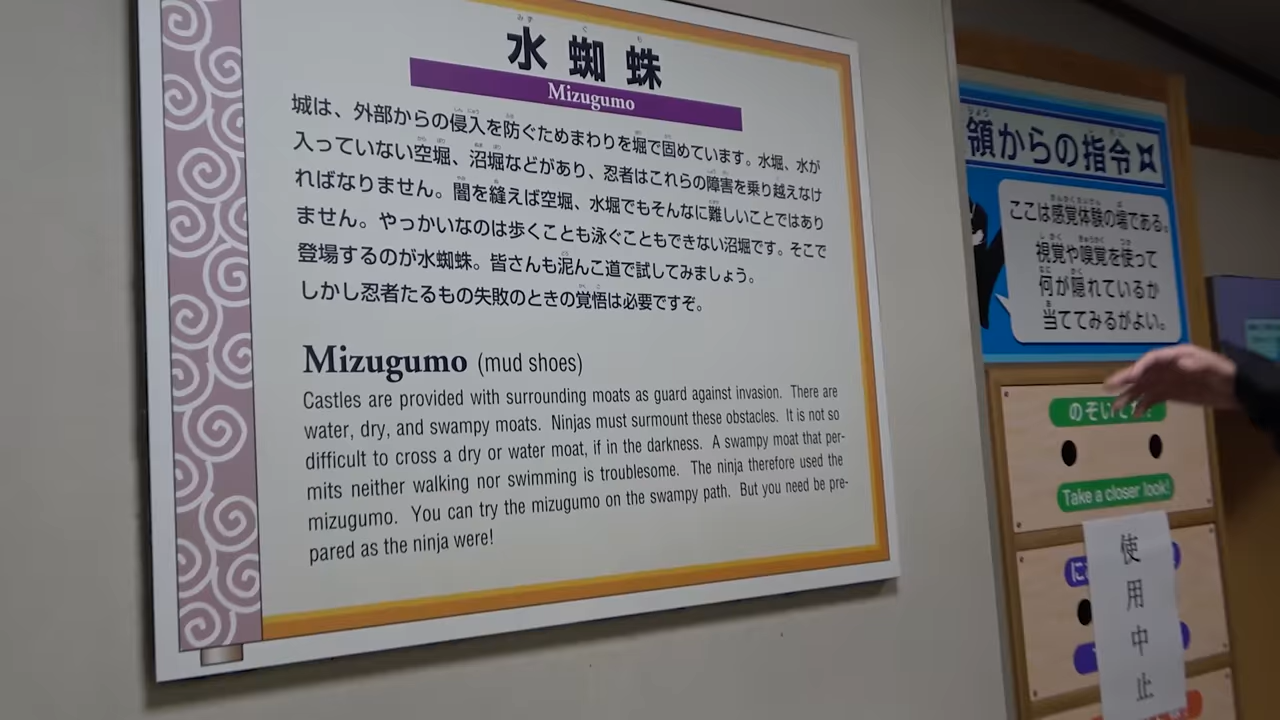 水蜘蛛
Mizugumo
城は、外部からの侵入を防ぐためまわりを堀で固めています。水堀、水が
入っていない空堀、沼堀などがあり、忍者はこれらの障害を乗り越えなけ
ればなりません。闇を縫えば空堀、水堀でもそんなに難しいことではあり
ません。やっかいなのは歩くことも泳ぐこともできない沼堀です。そこで
登場するのが水蜘蛛。皆さんも泥んこ道で試してみましょう。
しかし忍者たるもの失敗のときの覚悟は必要ですぞ。
Mizugumo (mud shoes)
Castles are provided with surrounding moats as guard against invasion. There are
water, dry, and swampy moats. Ninjas must surmount these obstacles. It is not so
difficult to cross a dry or water moat, if in the darkness. A swampy moat that per-
mits neither walking nor swimming is troublesome. The ninja therefore used the
mizugumo. You can try the mizugumo on the swampy path. But you need be pre-
pared as the ninja were!
領からの指令
ここは感覚体験の場である。
視覚や嗅覚を使って
何が隠れているか
当ててみるがよい。
Take a closer look!
使用中止